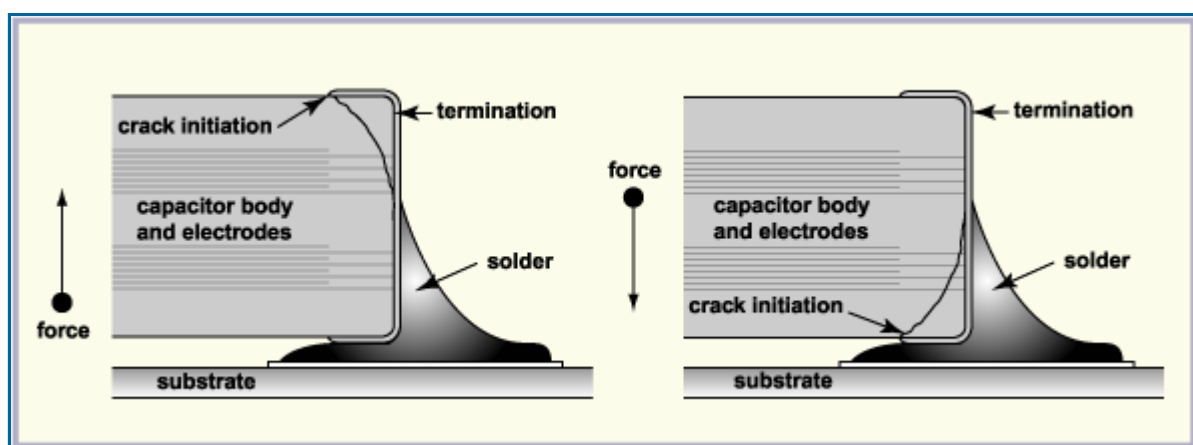 termination
crack initiation
capacitor body
and electrodes
solder
force
substrate
termination
force
capacitor body
and electrodes
solder
crack initiation
substrate